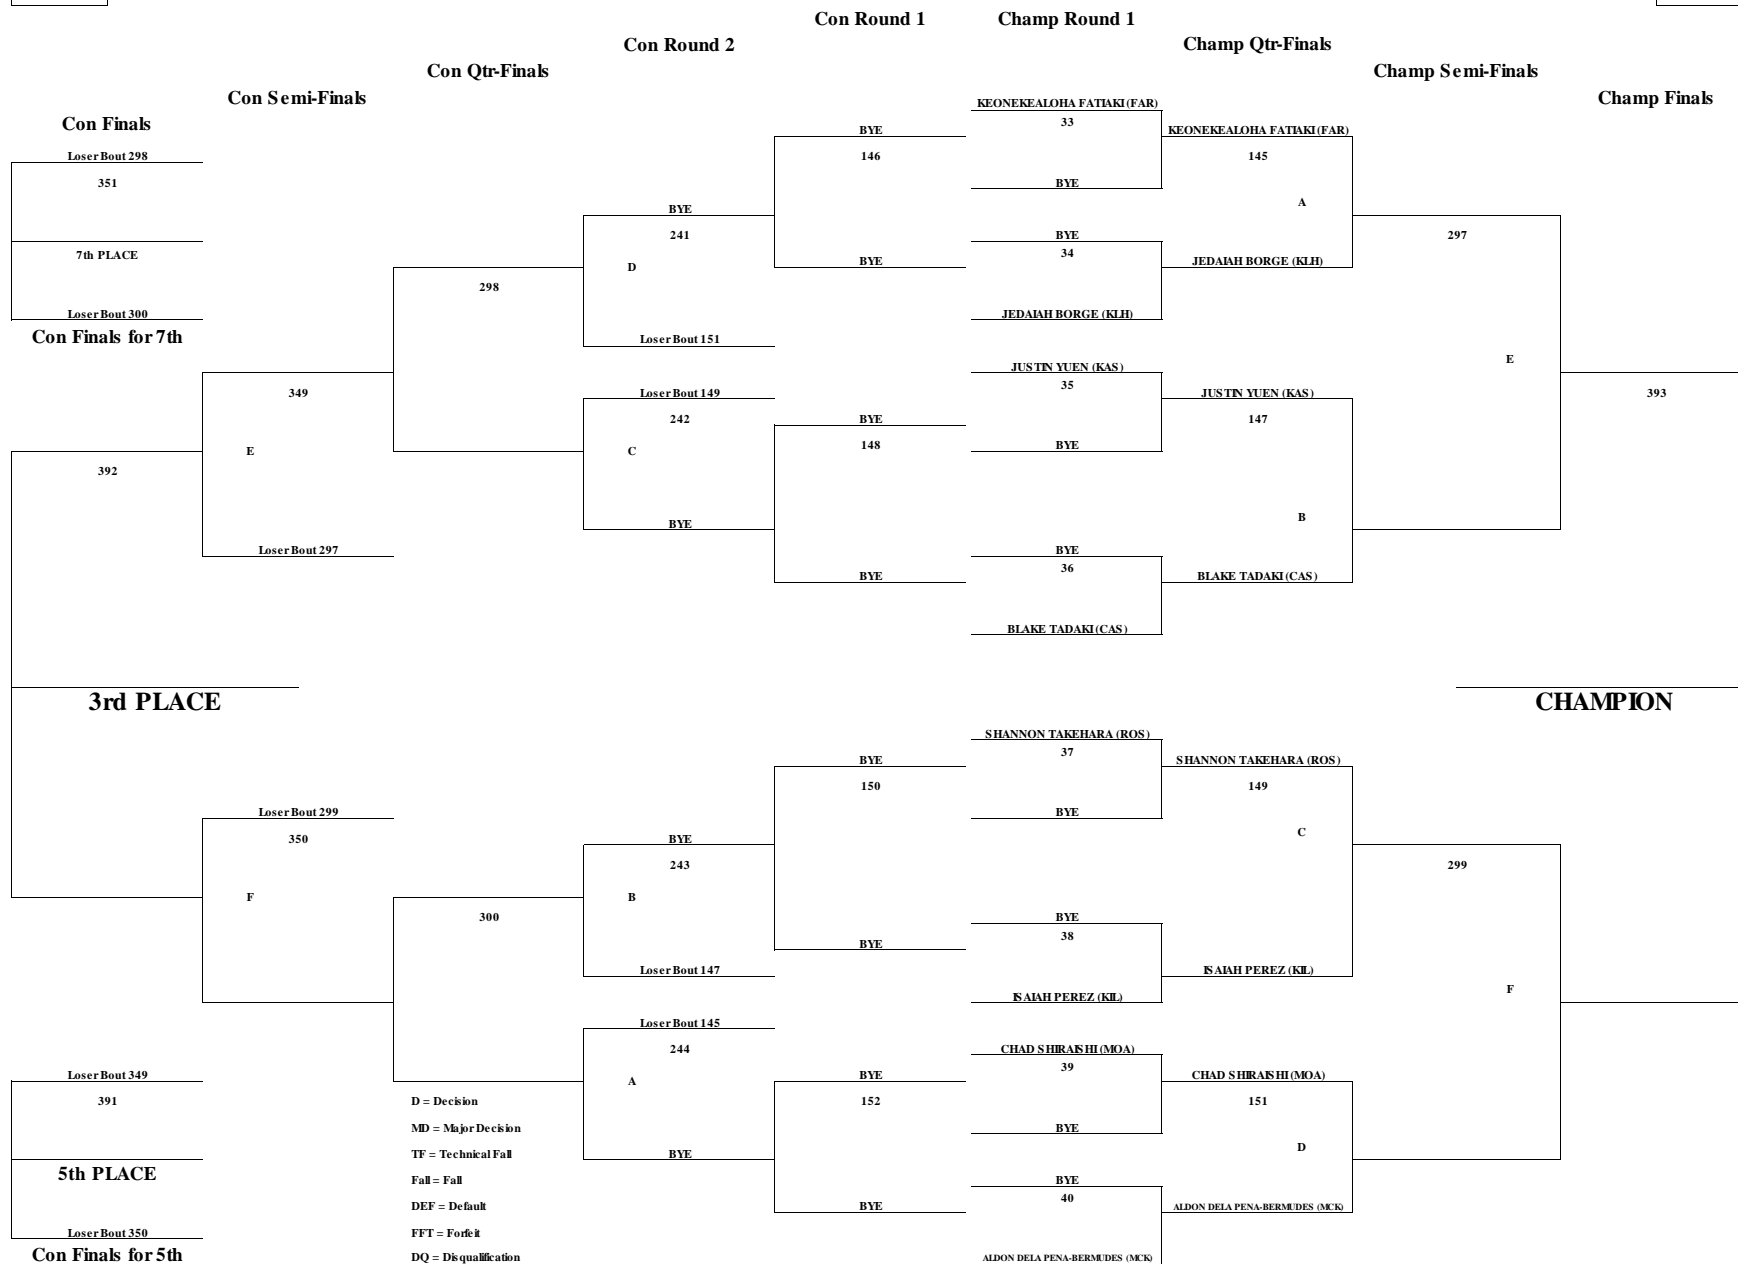 Con Round 1
Champ Round 1
Con Round 2
Champ Qtr-Finals
Con Qtr-Finals
Champ Semi-Finals
Con Semi-Finals
Champ Finals
KEONEKEALOHA FATIAKI (FAR)
Con Finals
33
BYE
KEONEKEALOHA FATIAKI (FAR)
Loser Bout 298
146
145
351
BYE
A
BYE
241
BYE
297
7th PLACE
34
D
BYE
JEDAIAH BORGE (KLH)
298
Loser Bout 300
JEDAIAH BORGE (KLH)
Con Finals for 7th
Loser Bout 151
E
JUSTIN YUEN (KAS)
35
349
Loser Bout 149
JUSTIN YUEN (KAS)
393
242
BYE
147
148
BYE
E
C
392
B
BYE
Loser Bout 297
BYE
36
BYE
BLAKE TADAKI (CAS)
BLAKE TADAKI (CAS)
3rd PLACE
CHAMPION
SHANNON TAKEHARA (ROS)
37
BYE
SHANNON TAKEHARA (ROS)
150
149
Loser Bout 299
BYE
C
350
BYE
243
299
F
B
300
BYE
38
BYE
Loser Bout 147
ISAIAH PEREZ (KIL)
F
ISAIAH PEREZ (KIL)
Loser Bout 145
244
CHAD SHIRAISHI (MOA)
39
Loser Bout 349
A
BYE
CHAD SHIRAISHI (MOA)
391
D = Decision
152
151
MD = Major Decision
BYE
D
TF = Technical Fall
BYE
5th PLACE
Fall = Fall
BYE
40
DEF = Default
BYE
ALDON DELA PENA-BERMUDES (MCK)
Loser Bout 350
FFT = Forfeit
Con Finals for 5th
DQ = Disqualification
ALDON DELA PENA-BERMUDES (MCK)